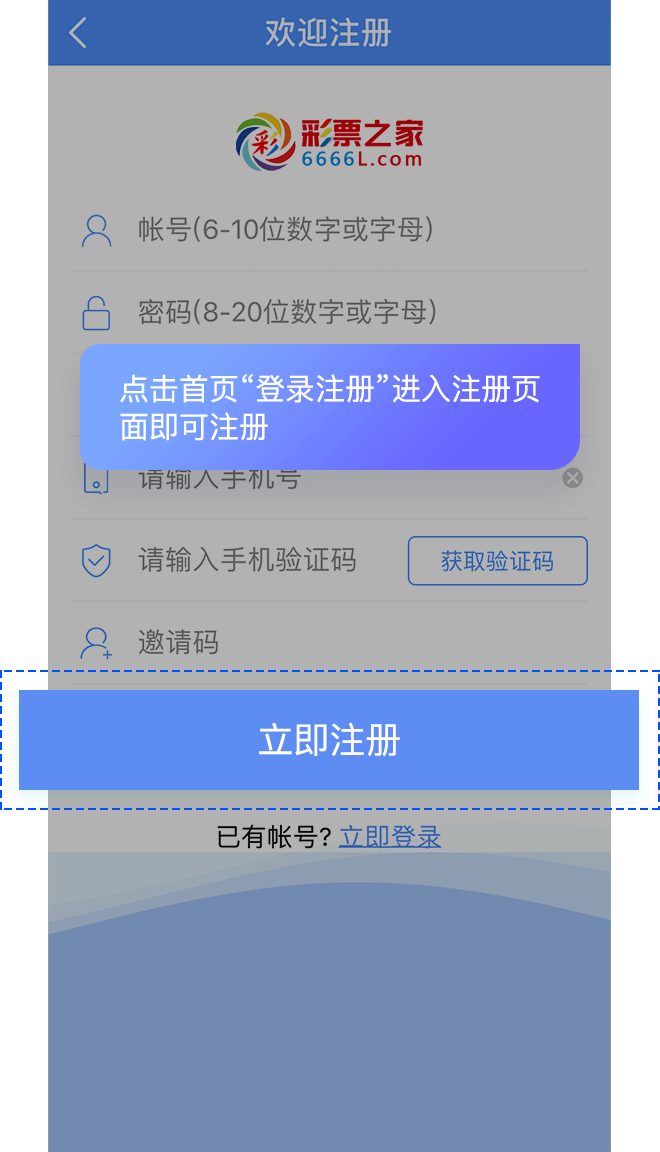 欢迎注册
彩
彩票之家
6666L.com
帐号(6-10位数字或字母)
密码(8-20位数字或字母)
点击首页“登录注册”进入注册页
面即可注册
请输入手机号
请输入手机验证码
获取验证码
邀请码
立即注册
已有帐号? 立即登录